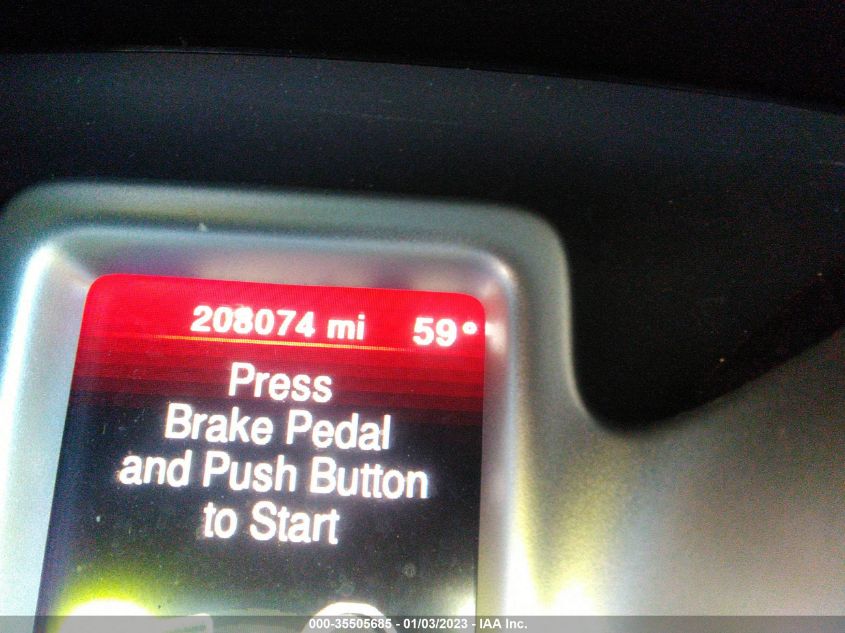 208074 mi 59°
Press
Brake Pedal
and Push Button
to Start
000-35505685 - 01/03/2023 - IAA Inc.